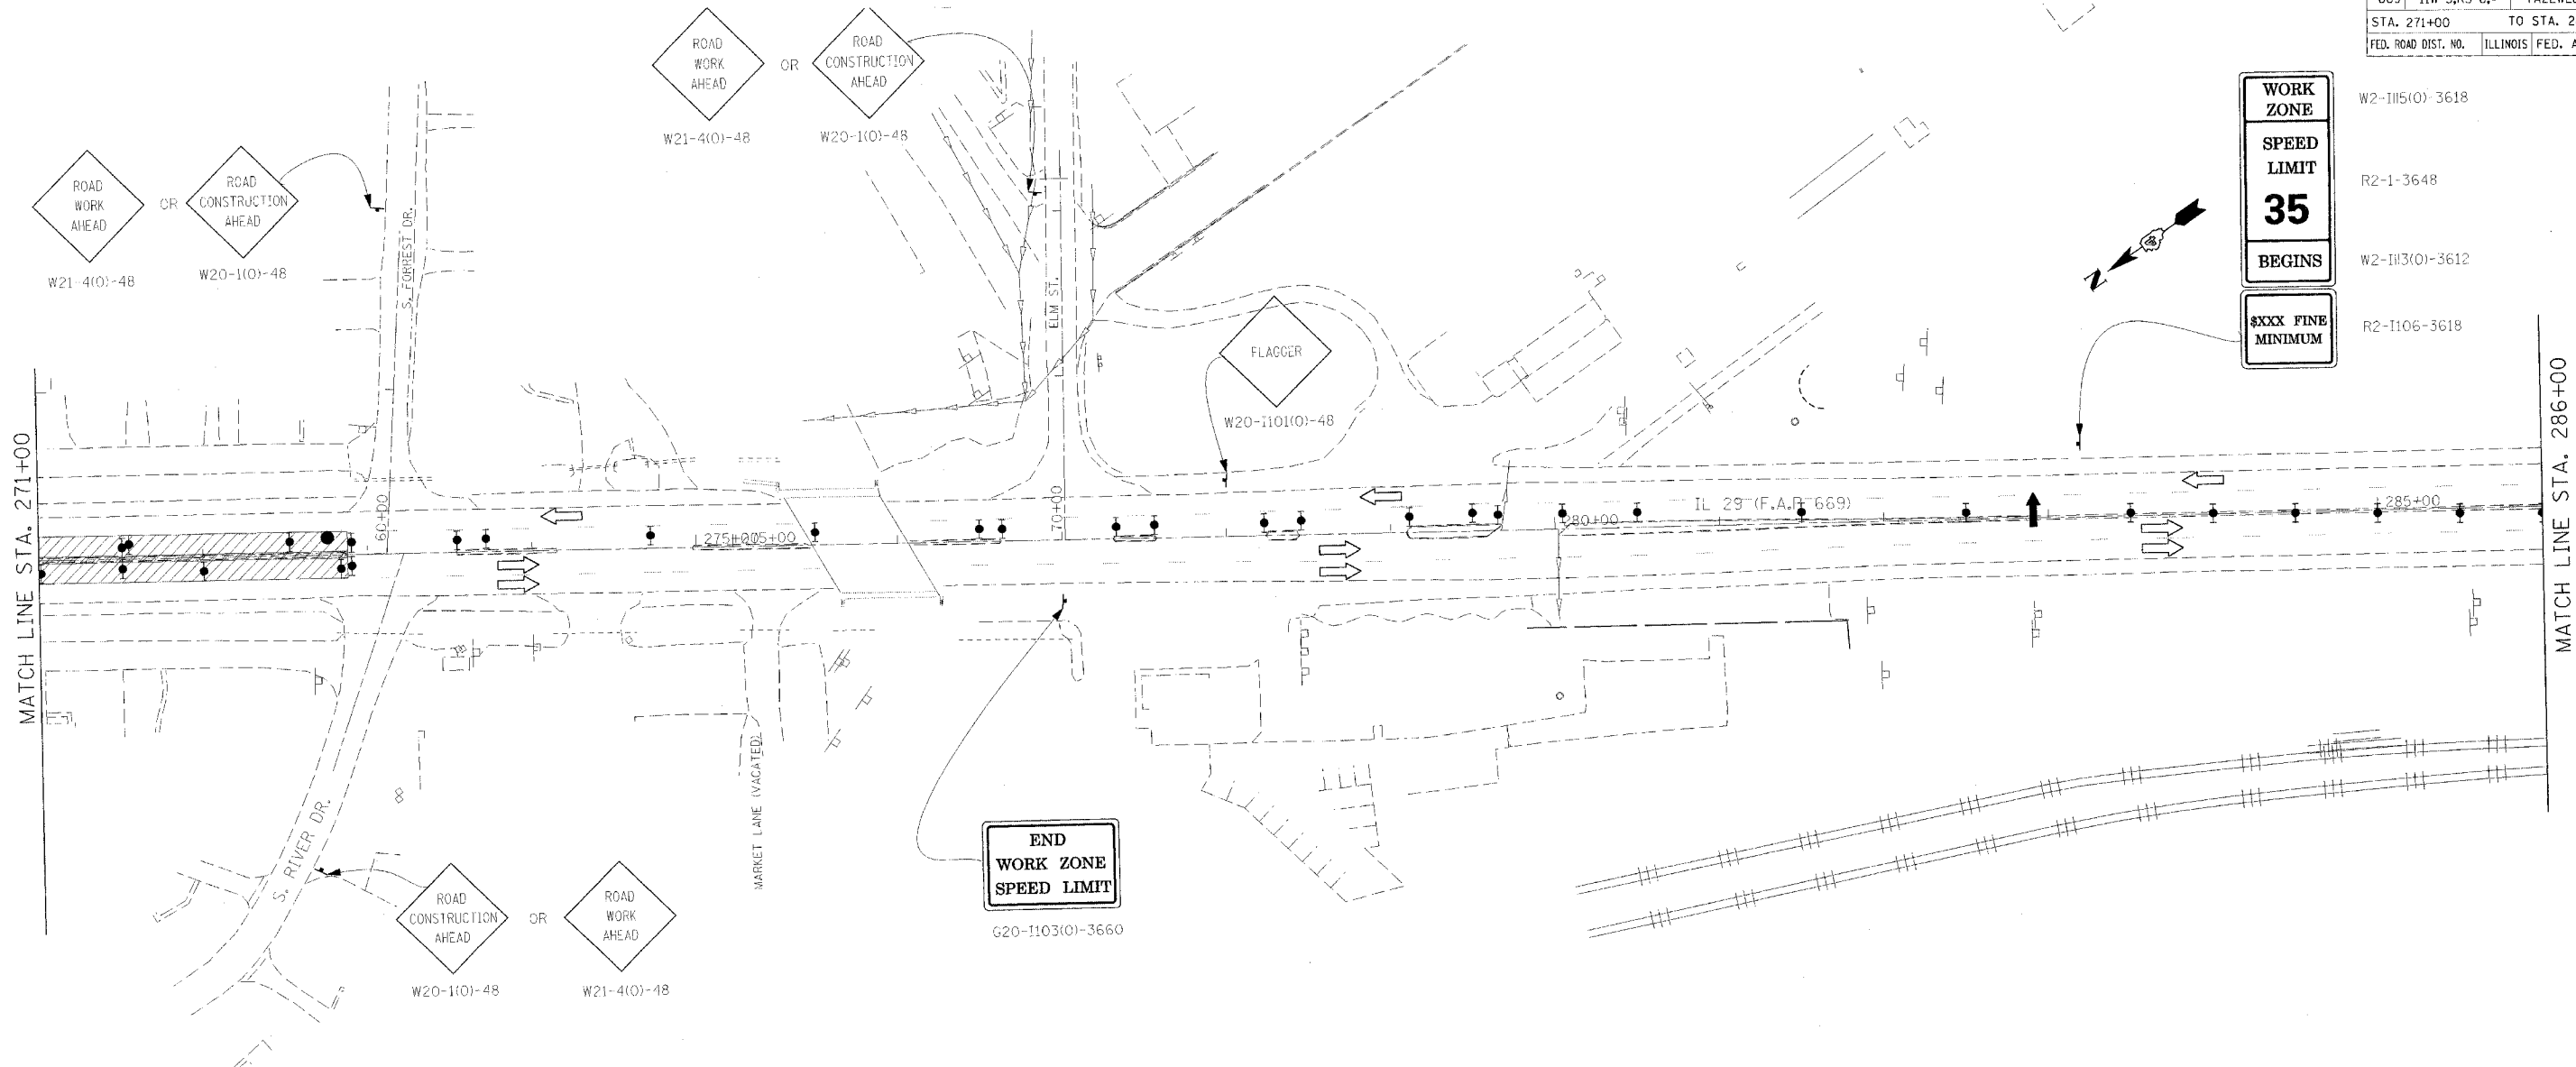 STA. 271+00 TO STA. 2
FED. ROAD DIST. NO. ILLINOIS FED. A
ROAD
WORK
AHEAD
OR
ROAD
CONSTRUCTION
AHEAD
W21-4(O)-48
W20-1(O)-48
ROAD
WORK
AHEAD
OR
ROAD
CONSTRUCTION
AHEAD
W21-4(O)-48
W20-1(O)-48
S. FORREST DR.
ELM ST.
FLAGGER
W20-I101(O)-48
WORK
ZONE
SPEED
LIMIT
35
BEGINS
$XXX FINE
MINIMUM
W2-I115(O)-3618
R2-1-3648
W2-I113(O)-3612
R2-I106-3618
N
MATCH LINE STA. 271+00
MATCH LINE STA. 286+00
60+00
275+00
5+00
70+00
280+00
IL 29 (F.A.P. 669)
285+00
MARKET LANE (VACATED)
S. RIVER DR.
END
WORK ZONE
SPEED LIMIT
G20-I103(O)-3660
ROAD
CONSTRUCTION
AHEAD
OR
ROAD
WORK
AHEAD
W20-1(O)-48
W21-4(O)-48